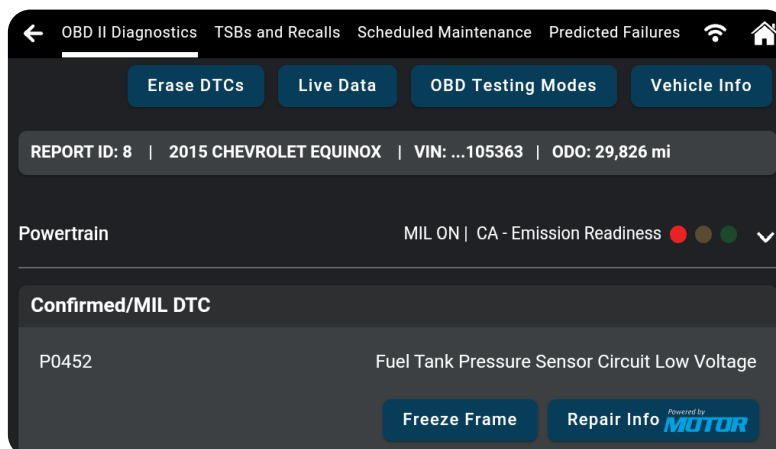 OBD II Diagnostics TSBs and Recalls Scheduled Maintenance Predicted Failures
Erase DTCs Live Data OBD Testing Modes Vehicle Info
REPORT ID: 8 | 2015 CHEVROLET EQUINOX | VIN: ...105363 | ODO: 29,826 mi
Powertrain MIL ON | CA - Emission Readiness
Confirmed/MIL DTC
P0452 Fuel Tank Pressure Sensor Circuit Low Voltage
Freeze Frame Repair Info Powered by MOTOR